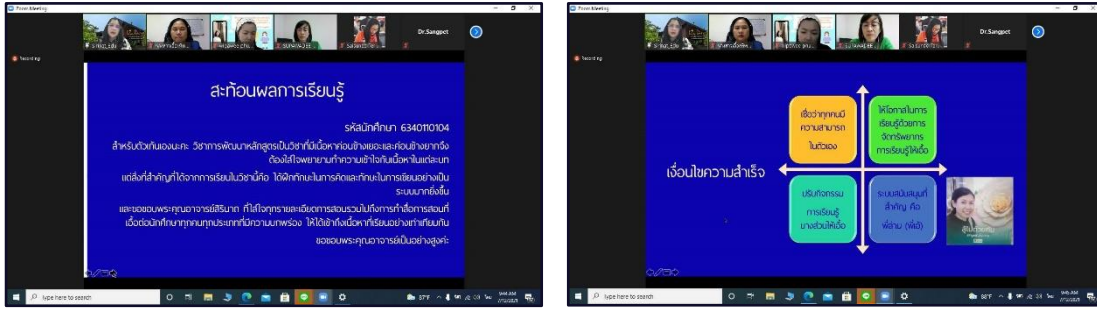 Zoom Meeting
Dr.Sangpet
Recording
สะท้อนผลการเรียนรู้
รหัสนักศึกษา 6340110104
สำหรับตัวเกันเองนะคะ วิชาการพัฒนาหลักสูตรเป็นวิชาที่มีเนื้อหาค่อนข้างเยอะและค่อนข้างยากจึง
ต้องใส่ใจพยายามทำความเข้าใจกับเนื้อหาในแต่ละบท
แต่สิ่งที่สำคัญที่ได้จากการเรียนในวิชานี้คือ ได้ฝึกทักษะในการคิดและทักษะในการเขียนอย่างเป็น
ระบบมากยิ่งขึ้น
และขอขอบพระคุณอาจารย์สิรินาถ ที่ใส่ใจทุกรายละเอียดการสอนรวมไปถึงการทำสื่อการสอนที่
เอื้อต่อนักศึกษาทุกคนทุกประเภทที่มีความบกพร่อง ให้ได้เข้าถึงเนื้อหาที่เรียนอย่างเท่าเทียมกัน
ขอขอบพระคุณอาจารย์เป็นอย่างสูงค่ะ
Type here to search
87°F
9:44 AM
Zoom Meeting
Dr.Sangpet
Recording
เชื่อว่าทุกคนมี
ความสามารถ
ในตัวเอง
ให้โอกาสในการ
เรียนรู้ด้วยการ
จัดทรัพยากร
การเรียนรู้ให้เอื้อ
เงื่อนไขความสำเร็จ
ปรับกิจกรรม
การเรียนรู้
บางส่วนให้เอื้อ
ระบบสนับสนุนที่
สำคัญ คือ
พี่ล่าม
Type here to search
88°F
9:45 AM